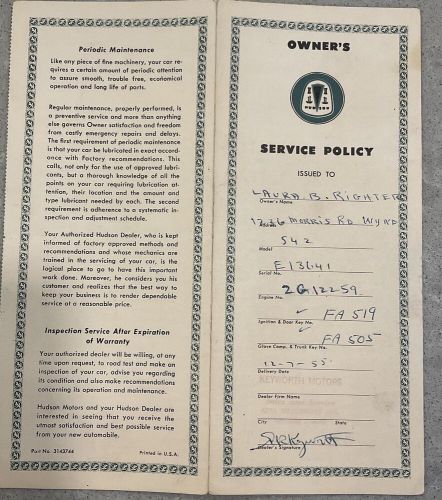 Periodic Maintenance
Like any piece of fine machinery, your car re-
quires a certain amount of periodic attention
to assure smooth, trouble free, economical
operation and long life of parts.
Regular maintenance, properly performed, is
a preventive service and more than anything
else governs Owner satisfaction and freedom
from costly emergency repairs and delays.
The first requirement of periodic maintenance
is that your car be lubricated in exact accord-
ance with Factory recommendations. This
calls, not only for the use of approved lubri-
cants, but a thorough knowledge of all the
points on your car requiring lubrication at-
tention, their location and the amount and
type lubricant needed by each. The second
requirement is adherence to a systematic in-
spection and adjustment schedule.
Your Authorized Hudson Dealer, who is kept
informed of factory approved methods and
recommendations and whose mechanics are
trained in the servicing of your car, is the
logical place to go to have this important
work done. Moreover, he considers you his
customer and realizes that the best way to
keep your business is to render dependable
service at a reasonable price.
Inspection Service After Expiration
of Warranty
Your authorized dealer will be willing, at any
time upon request, to road test and make an
inspection of your car, advise you regarding
its condition and also make recommendations
concerning its operation and maintenance.
Hudson Motors and your Hudson Dealer are
interested in seeing that you receive the
utmost satisfaction and best possible service
from your new automobile.
Part No. 3143744 Printed in U.S.A.
OWNER'S
HUDSON
SERVICE POLICY
ISSUED TO
LAURA B. RIGHTER
Owner's Name
1236 MORRIS RD WYND
Address
542
Model
E13641
Serial No.
2G12259
Engine No.
FA 519
Ignition & Door Key No.
FA 505
Glove Comp. & Trunk Key No.
12-7-55
Delivery Date
KEYWORTH MOTORS
Dealer Firm Name
City State
Dealer's Signature